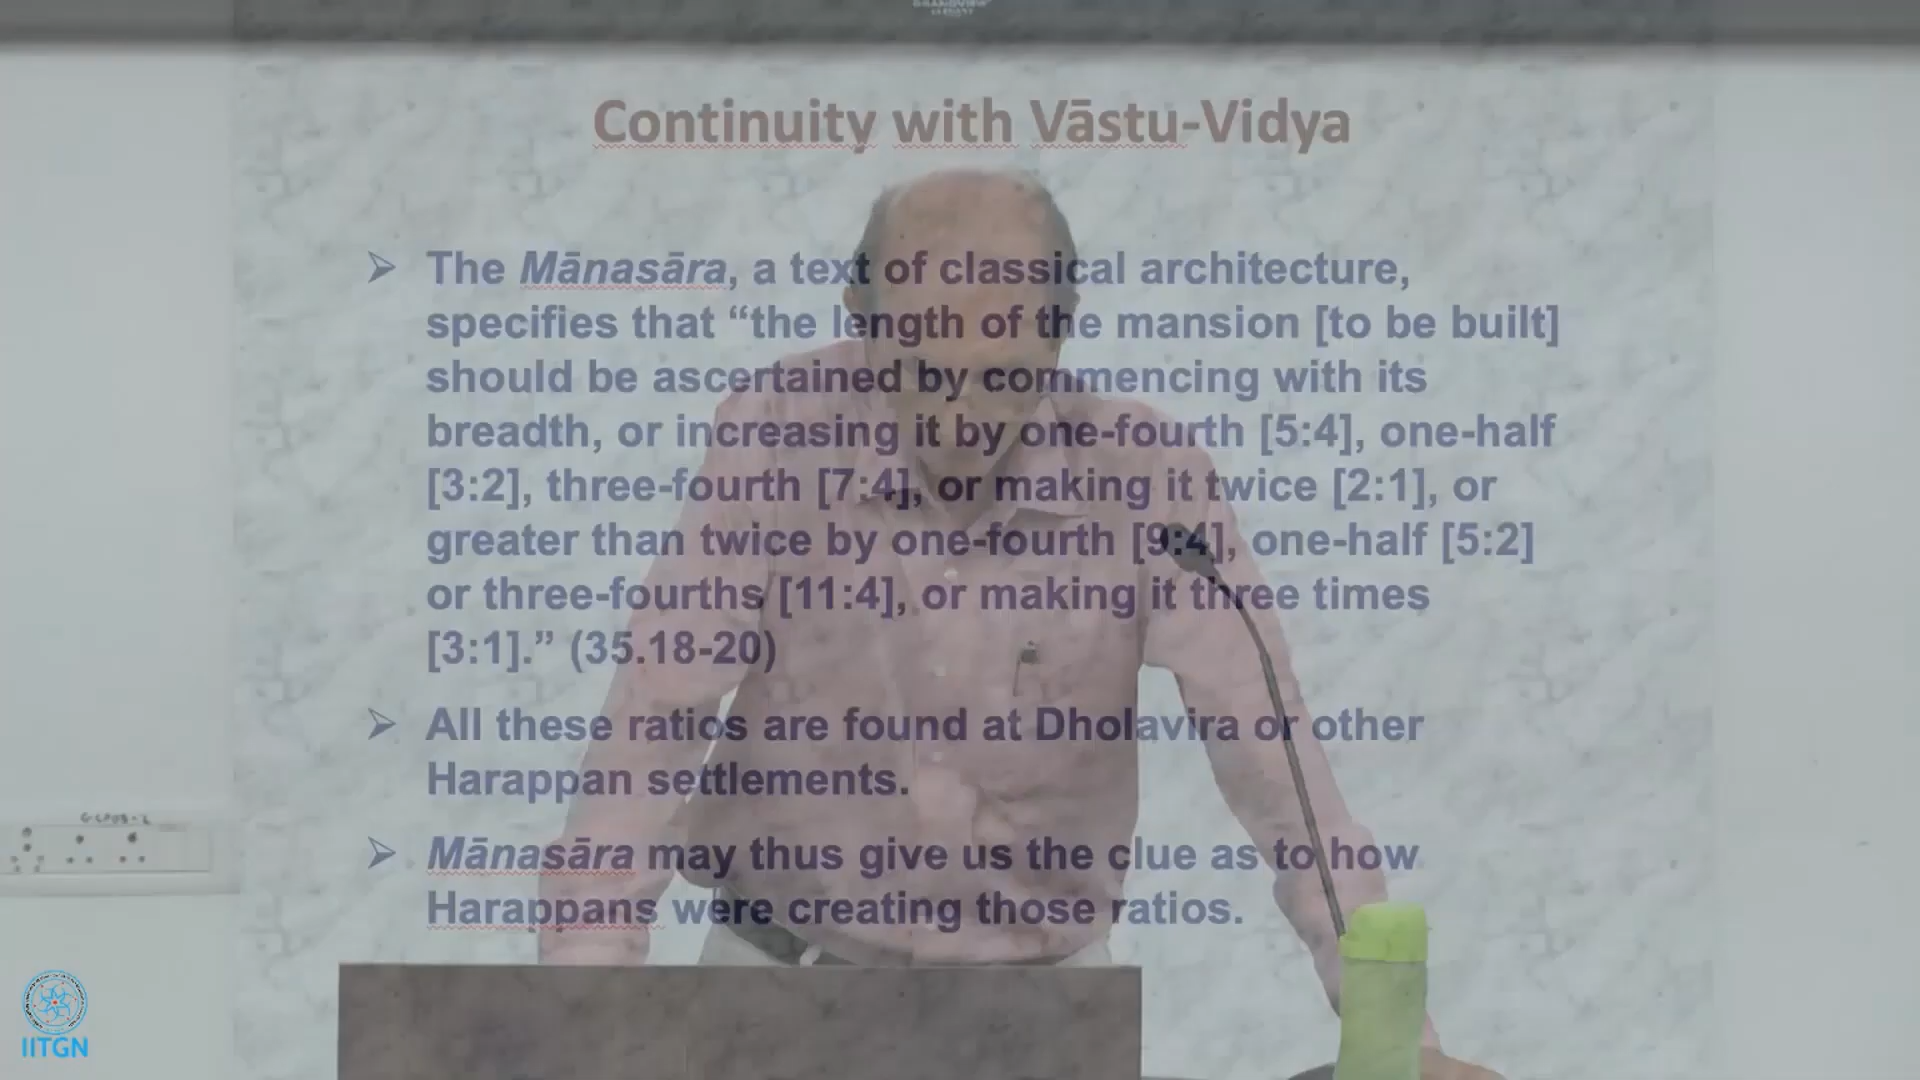 Continuity with Vāstu-Vidya
➢ The Mānasāra, a text of classical architecture,
specifies that “the length of the mansion [to be built]
should be ascertained by commencing with its
breadth, or increasing it by one-fourth [5:4], one-half
[3:2], three-fourth [7:4], or making it twice [2:1], or
greater than twice by one-fourth [9:4], one-half [5:2]
or three-fourths [11:4], or making it three times
[3:1].” (35.18-20)
➢ All these ratios are found at Dholavira or other
Harappan settlements.
➢ Mānasāra may thus give us the clue as to how
Harappans were creating those ratios.
IITGN